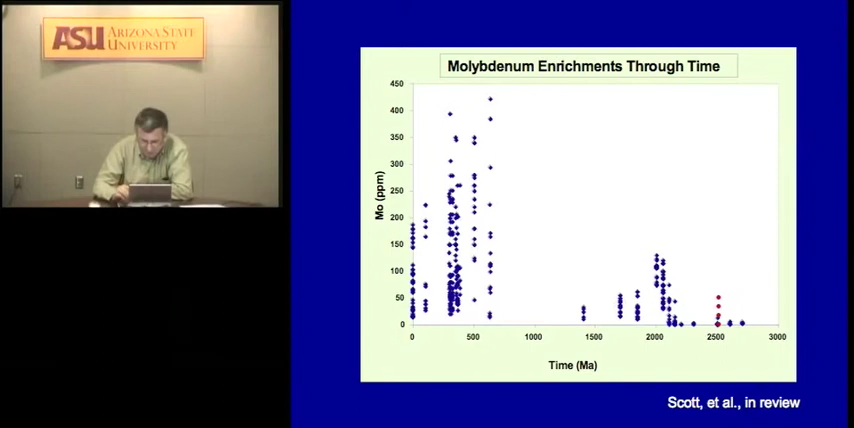 ASU ARIZONA STATE
UNIVERSITY
Molybdenum Enrichments Through Time
450
400
350
300
250
200
150
100
50
0
Mo (ppm)
0 500 1000 1500 2000 2500 3000
Time (Ma)
Scott, et al., in review